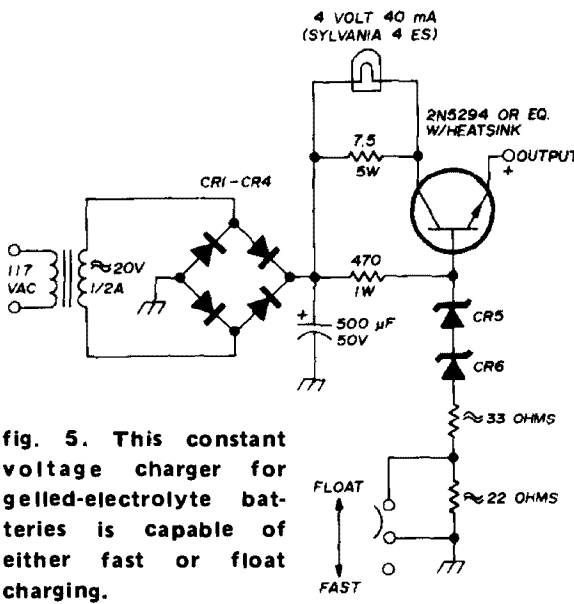 4 VOLT 40 mA
(SYLVANIA 4 ES)
2N5294 OR EQ.
W/HEATSINK
7.5
5W
OUTPUT
+
CR1-CR4
117
VAC
≈20V
1/2A
470
1W
+
500 µF
50V
CR5
CR6
≈33 OHMS
≈22 OHMS
FLOAT
FAST
fig. 5. This constant
voltage charger for
gelled-electrolyte bat-
teries is capable of
either fast or float
charging.